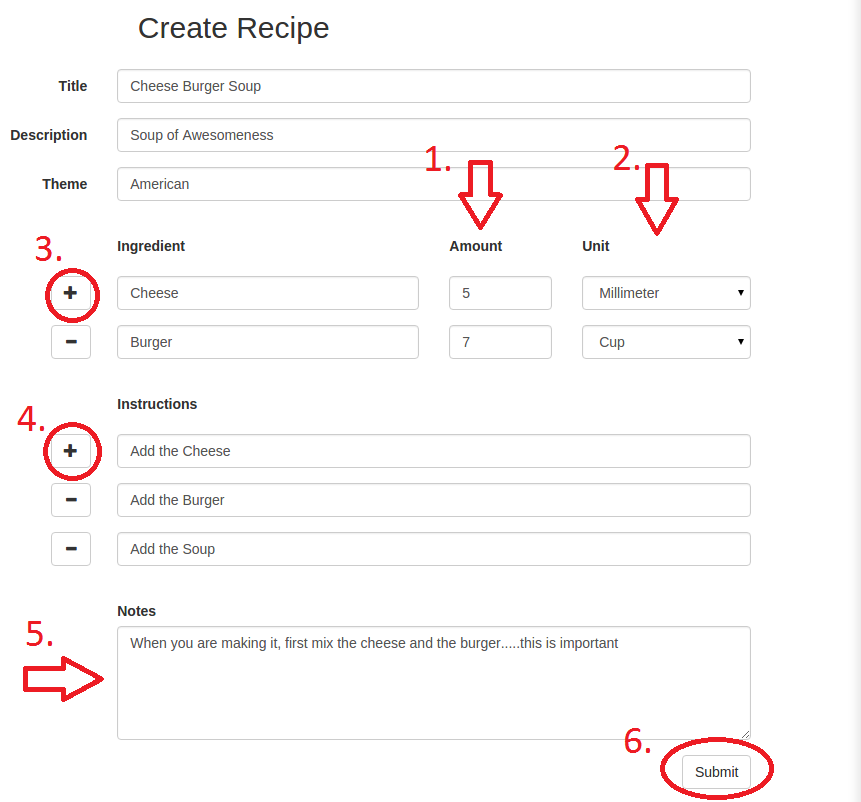 Create Recipe
Title Cheese Burger Soup
Description Soup of Awesomeness
1. 2.
Theme American
3. Ingredient Amount Unit
+ Cheese 5 Millimeter
- Burger 7 Cup
4. Instructions
+ Add the Cheese
- Add the Burger
- Add the Soup
Notes
5. When you are making it, first mix the cheese and the burger.....this is important
6. Submit